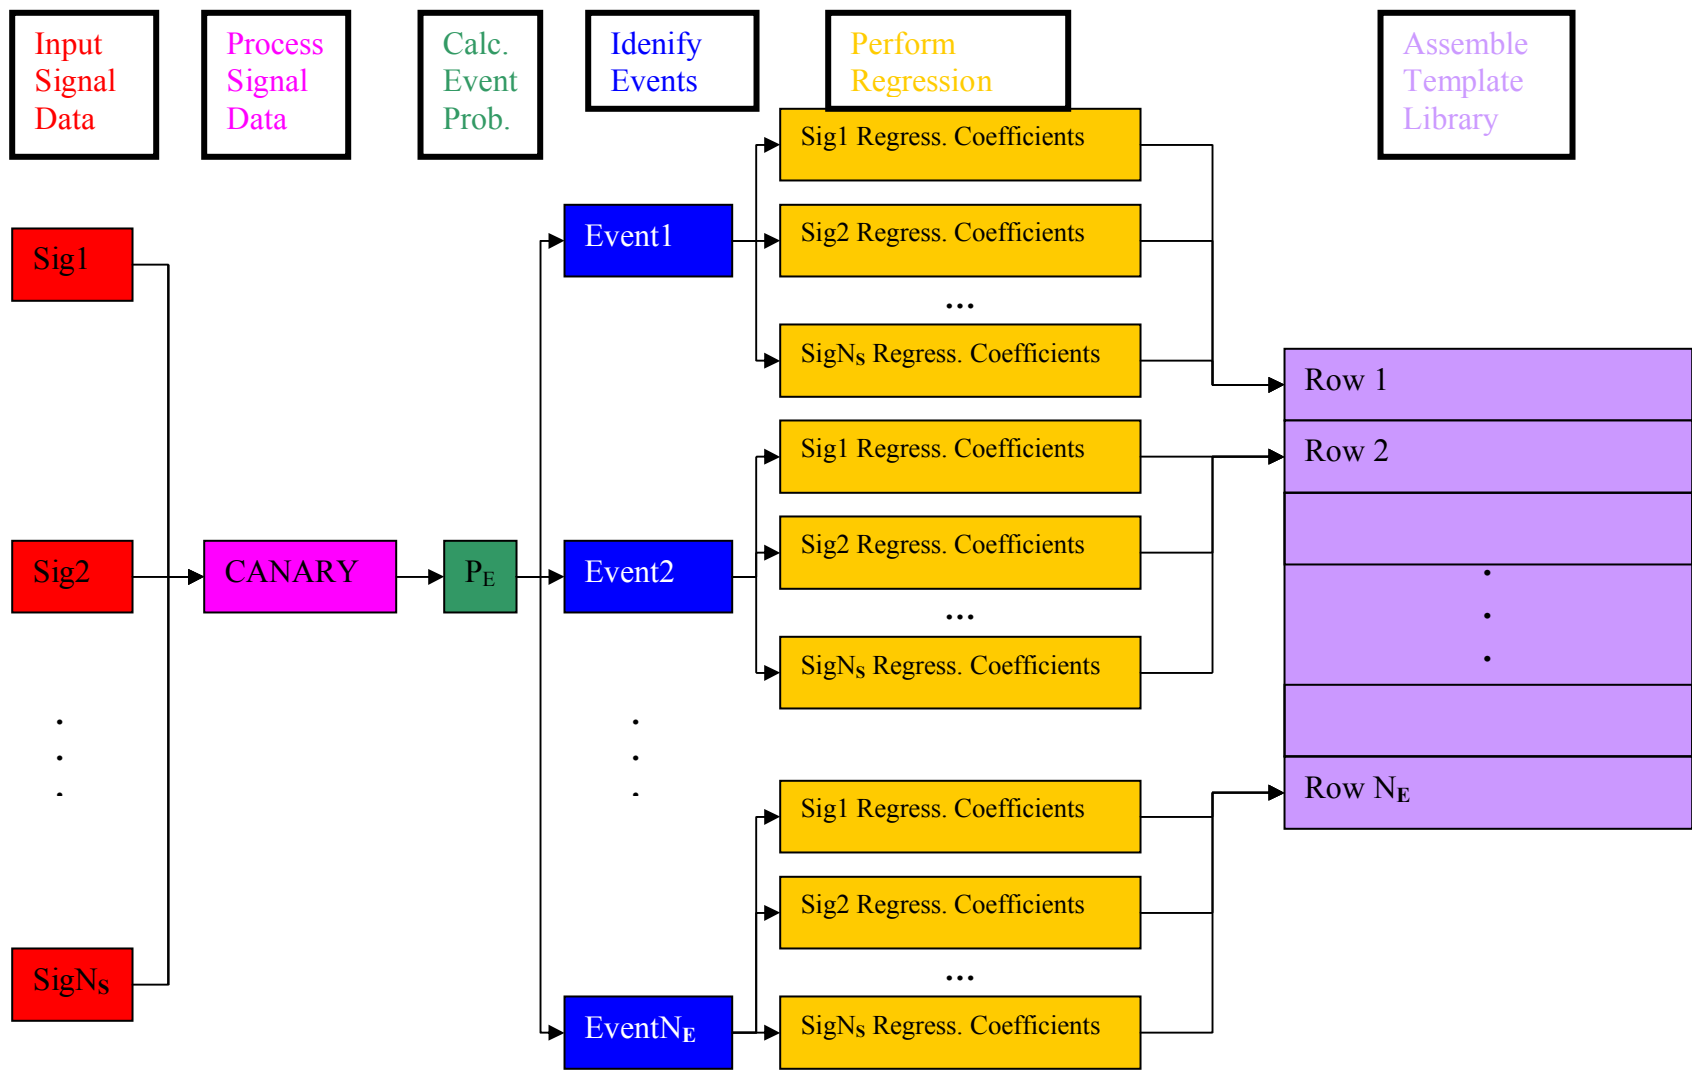 Input
Signal
Data
Process
Signal
Data
Calc.
Event
Prob.
Idenify
Events
Perform
Regression
Assemble
Template
Library
Sig1
Sig2
.
.
.
SigNS
CANARY
PE
Event1
Event2
.
.
.
EventNE
Sig1 Regress. Coefficients
Sig2 Regress. Coefficients
...
SigNS Regress. Coefficients
Sig1 Regress. Coefficients
Sig2 Regress. Coefficients
...
SigNS Regress. Coefficients
Sig1 Regress. Coefficients
Sig2 Regress. Coefficients
...
SigNS Regress. Coefficients
Row 1
Row 2
.
.
.
Row NE